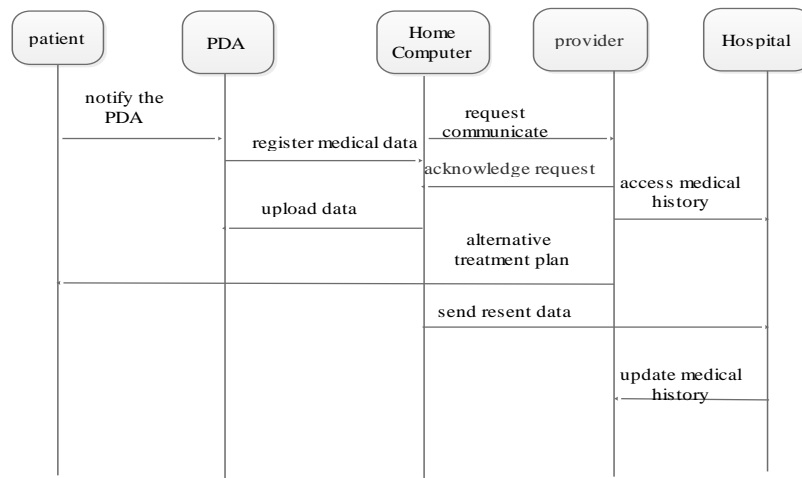 patient
PDA
Home
Computer
provider
Hospital
notify the
PDA
request
communicate
register medical data
acknowledge request
access medical
history
upload data
alternative
treatment plan
send resent data
update medical
history